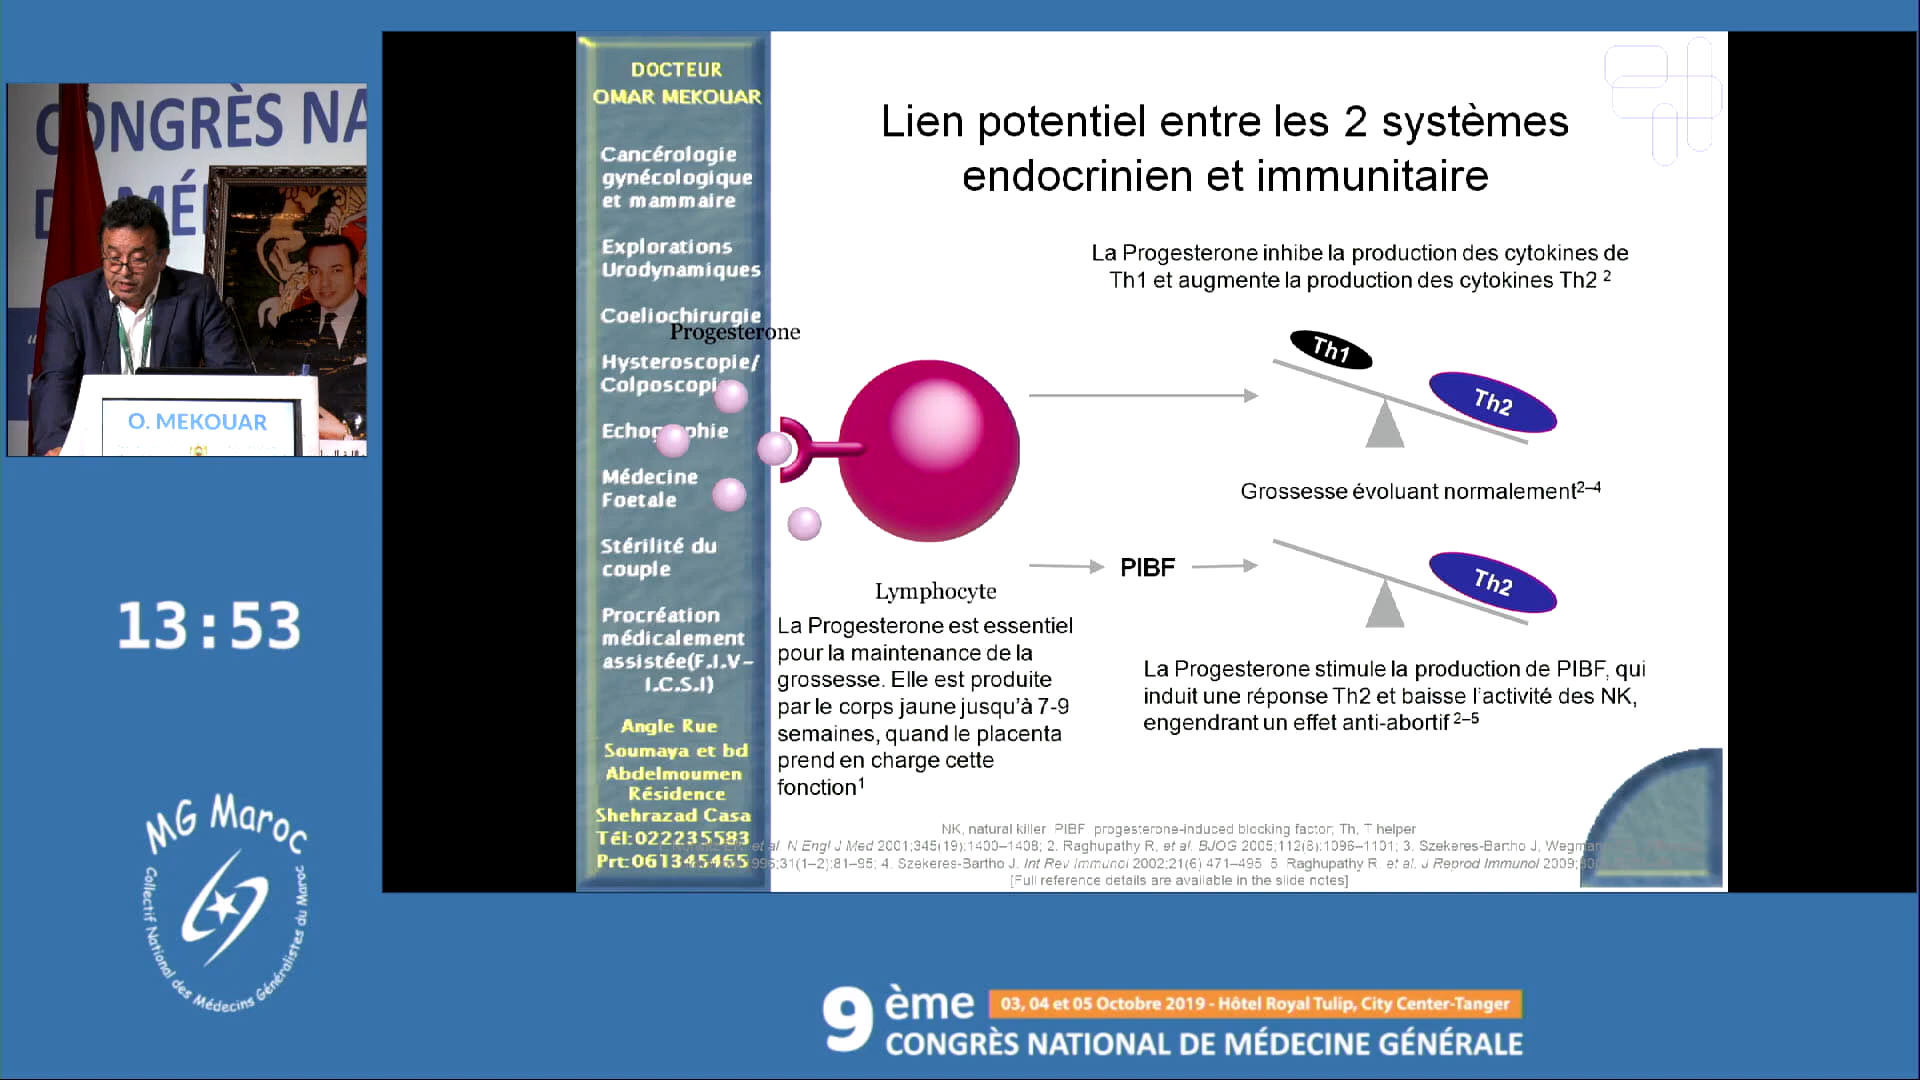 CONGRÈS NA
O. MEKOUAR
13:53
MG Maroc
Collectif National des Médecins Généralistes du Maroc
DOCTEUR
OMAR MEKOUAR
Cancérologie
gynécologique
et mammaire
Explorations
Urodynamiques
Coeliochirurgie
Hysteroscopie/
Echographie
Médecine
Foetale
Stérilité du
couple
Procréation
médicalement
assistée(F.I.V-
I.C.S.I)
Angle Rue
Soumaya et bd
Abdelmoumen
Résidence
Shehrazad Casa
Tél:022235583
Prt:061345465
Lien potentiel entre les 2 systèmes
endocrinien et immunitaire
La Progesterone inhibe la production des cytokines de
Th1 et augmente la production des cytokines Th2 ²
Progesterone
Th1
Th2
Grossesse évoluant normalement²⁻⁴
PIBF
Th2
Lymphocyte
La Progesterone est essentiel
pour la maintenance de la
grossesse. Elle est produite
par le corps jaune jusqu'à 7-9
semaines, quand le placenta
prend en charge cette
fonction¹
La Progesterone stimule la production de PIBF, qui
induit une réponse Th2 et baisse l'activité des NK,
engendrant un effet anti-abortif ²⁻⁵
NK, natural killer; PIBF, progesterone-induced blocking factor; Th, T helper
et al. N Engl J Med 2001;345(19):1400–1408; 2. Raghupathy R, et al. BJOG 2005;112(8):1096–1101; 3. Szekeres-Bartho J,
31(1–2):81–95; 4. Szekeres-Bartho J. Int Rev Immunol 2002;21(6):471–495; 5. Raghupathy R, et al. J Reprod Immunol 2009;
[Full reference details are available in the slide notes]
9ème
03, 04 et 05 Octobre 2019 - Hôtel Royal Tulip, City Center-Tanger
CONGRÈS NATIONAL DE MÉDECINE GÉNÉRALE